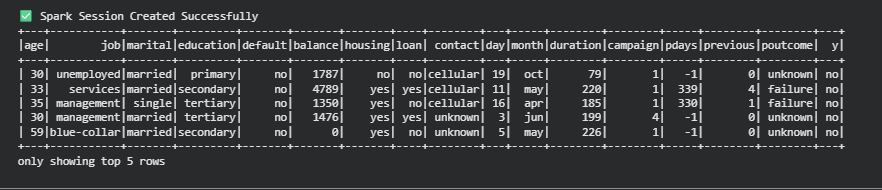 ✅ Spark Session Created Successfully
+---+-----------+-------+---------+-------+-------+-------+----+--------+---+-----+--------+--------+-----+--------+--------+---+
|age|        job|marital|education|default|balance|housing|loan| contact|day|month|duration|campaign|pdays|previous|poutcome|  y|
+---+-----------+-------+---------+-------+-------+-------+----+--------+---+-----+--------+--------+-----+--------+--------+---+
| 30| unemployed|married|  primary|     no|   1787|     no|  no|cellular| 19|  oct|      79|       1|   -1|       0| unknown| no|
| 33|   services|married|secondary|     no|   4789|    yes| yes|cellular| 11|  may|     220|       1|  339|       4| failure| no|
| 35| management| single| tertiary|     no|   1350|    yes|  no|cellular| 16|  apr|     185|       1|  330|       1| failure| no|
| 30| management|married| tertiary|     no|   1476|    yes| yes| unknown|  3|  jun|     199|       4|   -1|       0| unknown| no|
| 59|blue-collar|married|secondary|     no|      0|    yes|  no| unknown|  5|  may|     226|       1|   -1|       0| unknown| no|
+---+-----------+-------+---------+-------+-------+-------+----+--------+---+-----+--------+--------+-----+--------+--------+---+
only showing top 5 rows